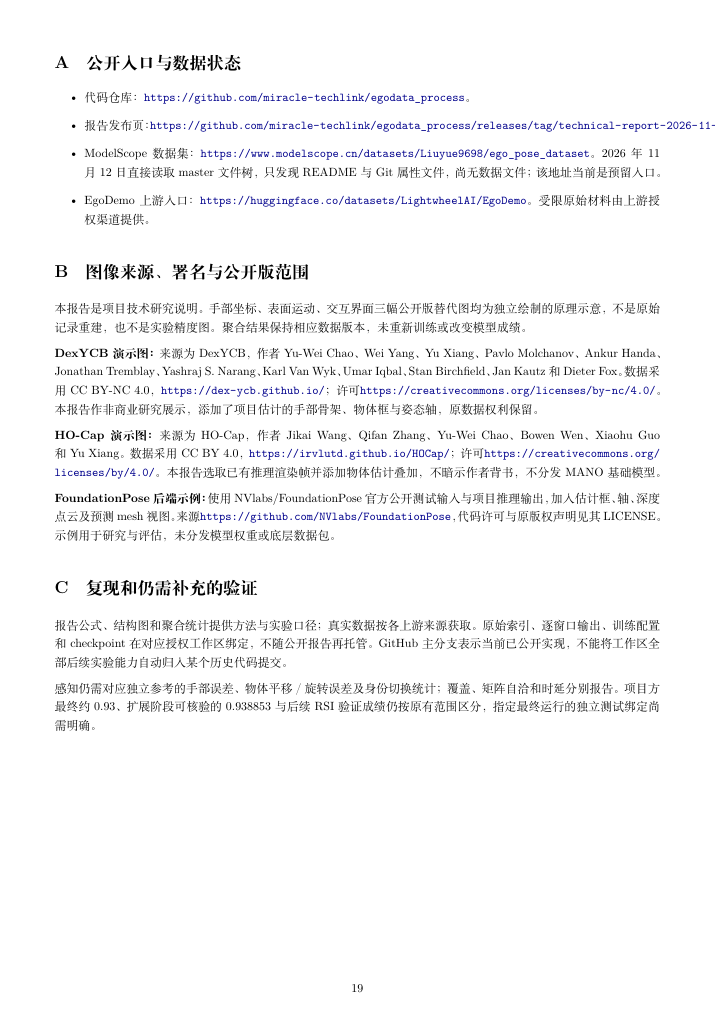 A 公开入口与数据状态
• 代码仓库：https://github.com/miracle-techlink/egodata_process。
• 报告发布页:https://github.com/miracle-techlink/egodata_process/releases/tag/technical-report-2026-11-
• ModelScope 数据集：https://www.modelscope.cn/datasets/Liuyue9698/ego_pose_dataset。2026 年 11
月 12 日直接读取 master 文件树，只发现 README 与 Git 属性文件，尚无数据文件；该地址当前是预留入口。
• EgoDemo 上游入口：https://huggingface.co/datasets/LightwheelAI/EgoDemo。受限原始材料由上游授
权渠道提供。
B 图像来源、署名与公开版范围
本报告是项目技术研究说明。手部坐标、表面运动、交互界面三幅公开版替代图均为独立绘制的原理示意，不是原始
记录重建，也不是实验精度图。聚合结果保持相应数据版本，未重新训练或改变模型成绩。
DexYCB 演示图：来源为 DexYCB，作者 Yu-Wei Chao、Wei Yang、Yu Xiang、Pavlo Molchanov、Ankur Handa、
Jonathan Tremblay、Yashraj S. Narang、Karl Van Wyk、Umar Iqbal、Stan Birchfield、Jan Kautz 和 Dieter Fox。数据采
用 CC BY-NC 4.0，https://dex-ycb.github.io/；许可https://creativecommons.org/licenses/by-nc/4.0/。
本报告作非商业研究展示，添加了项目估计的手部骨架、物体框与姿态轴，原数据权利保留。
HO-Cap 演示图：来源为 HO-Cap，作者 Jikai Wang、Qifan Zhang、Yu-Wei Chao、Bowen Wen、Xiaohu Guo
和 Yu Xiang。数据采用 CC BY 4.0，https://irvlutd.github.io/HOCap/；许可https://creativecommons.org/
licenses/by/4.0/。本报告选取已有推理渲染帧并添加物体估计叠加，不暗示作者背书，不分发 MANO 基础模型。
FoundationPose 后端示例：使用 NVlabs/FoundationPose 官方公开测试输入与项目推理输出，加入估计框、轴、深度
点云及预测 mesh 视图。来源https://github.com/NVlabs/FoundationPose，代码许可与原版权声明见其 LICENSE。
示例用于研究与评估，未分发模型权重或底层数据包。
C 复现和仍需补充的验证
报告公式、结构图和聚合统计提供方法与实验口径；真实数据按各上游来源获取。原始索引、逐窗口输出、训练配置
和 checkpoint 在对应授权工作区绑定，不随公开报告再托管。GitHub 主分支表示当前已公开实现，不能将工作区全
部后续实验能力自动归入某个历史代码提交。
感知仍需对应独立参考的手部误差、物体平移 / 旋转误差及身份切换统计；覆盖、矩阵自洽和时延分别报告。项目方
最终约 0.93、扩展阶段可核验的 0.938853 与后续 RSI 验证成绩仍按原有范围区分，指定最终运行的独立测试绑定尚
需明确。
19